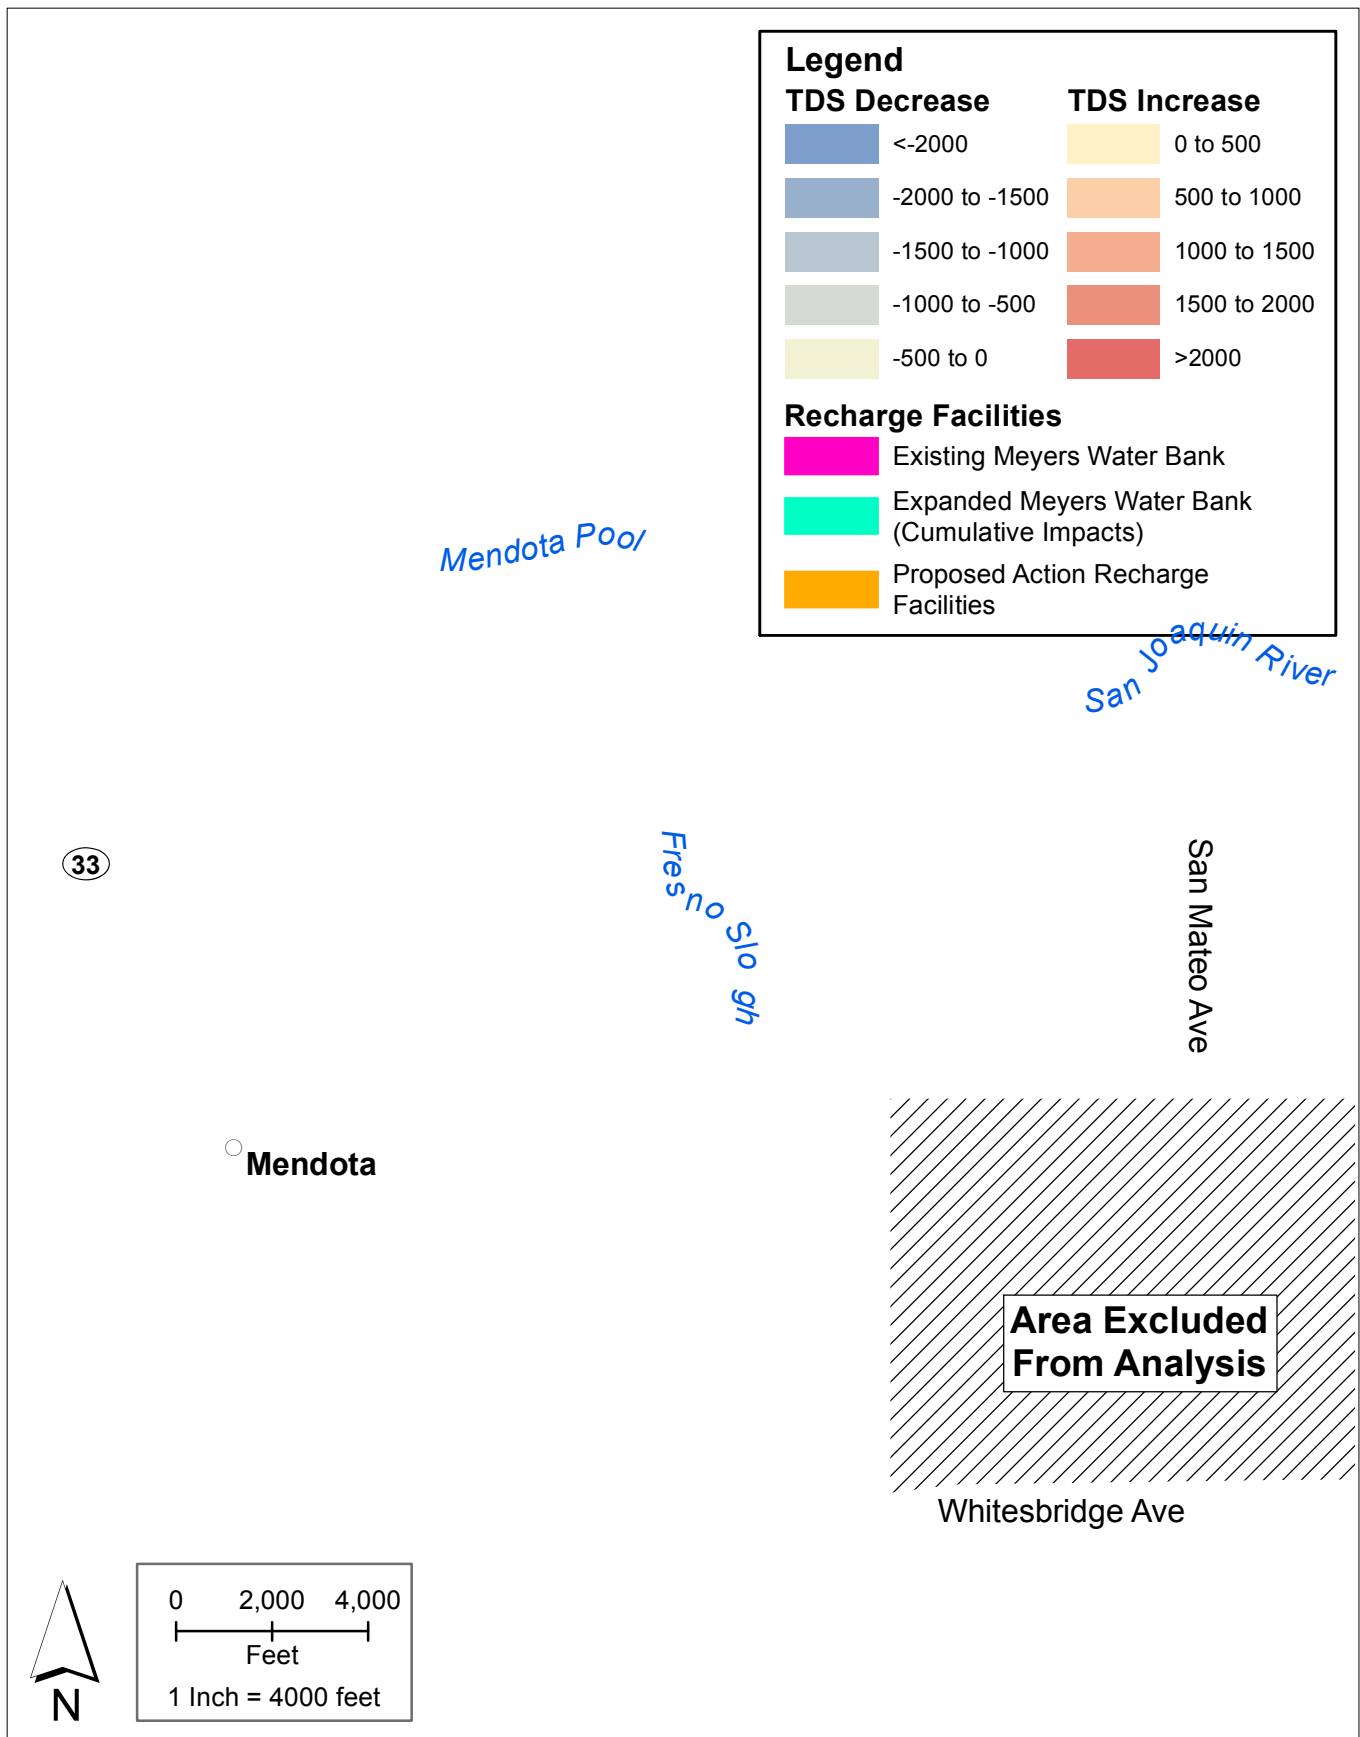 Legend
TDS Decrease
TDS Increase
<-2000
0 to 500
-2000 to -1500
500 to 1000
-1500 to -1000
1000 to 1500
-1000 to -500
1500 to 2000
-500 to 0
>2000
Recharge Facilities
Existing Meyers Water Bank
Expanded Meyers Water Bank
(Cumulative Impacts)
Proposed Action Recharge
Facilities
Mendota Pool
San Joaquin River
33
Fresno Slo gh
San Mateo Ave
Mendota
Area Excluded
From Analysis
Whitesbridge Ave
0 2,000 4,000
Feet
1 Inch = 4000 feet
N